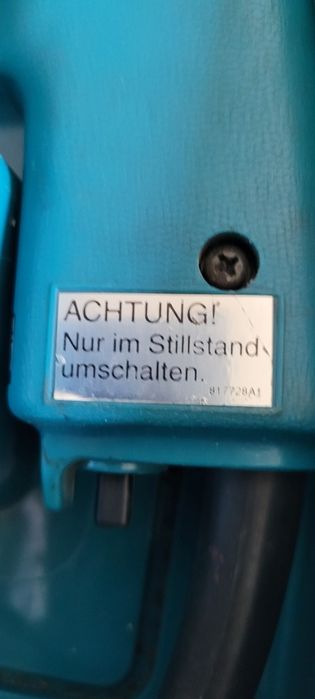 ACHTUNG!
Nur im Stillstand
umschalten.
817728A1